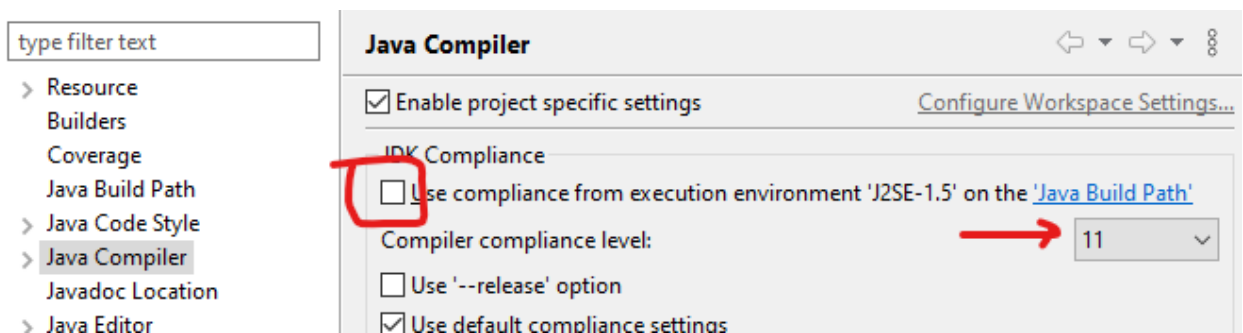 type filter text
Resource
Builders
Coverage
Java Build Path
Java Code Style
Java Compiler
Javadoc Location
Java Editor
Java Compiler
Enable project specific settings
Configure Workspace Settings...
JDK Compliance
Use compliance from execution environment 'J2SE-1.5' on the 'Java Build Path'
Compiler compliance level:
11
Use '--release' option
Use default compliance settings